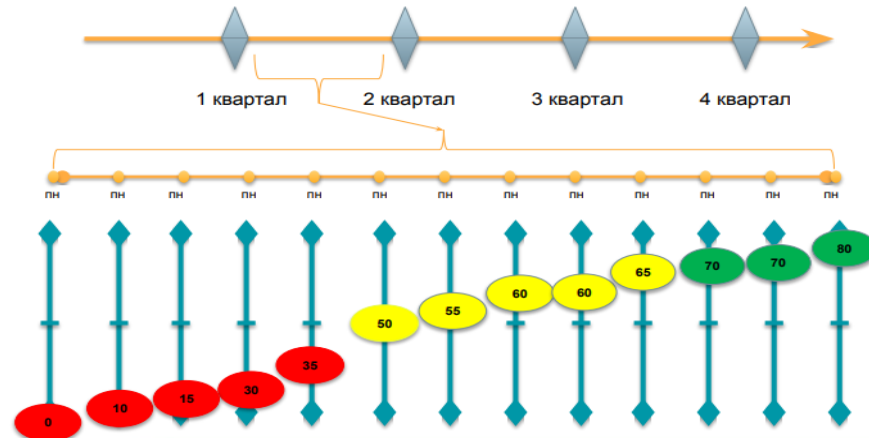 1 квартал 2 квартал 3 квартал 4 квартал
пн пн пн пн пн пн пн пн пн пн пн пн пн
0 10 15 30 35 50 55 60 60 65 70 70 80